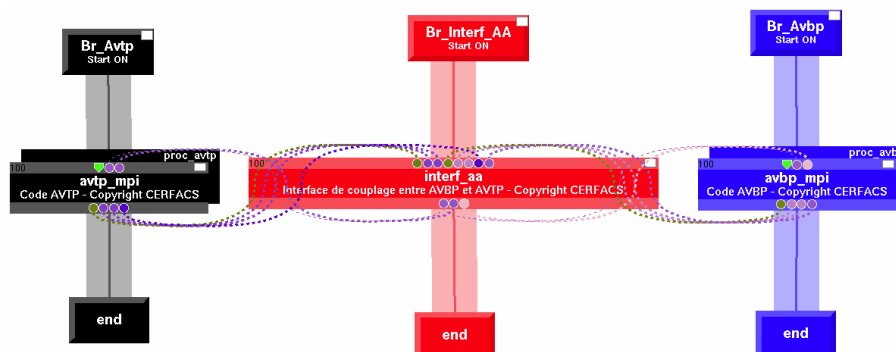 Br_Avtp
Start ON
Br_Interf_AA
Start ON
Br_Avbp
Start ON
proc_avtp
100
avtp_mpi
Code AVTP - Copyright CERFACS
100
interf_aa
Interface de couplage entre AVBP et AVTP - Copyright CERFACS
proc_avb
100
avbp_mpi
Code AVBP - Copyright CERFACS
end
end
end